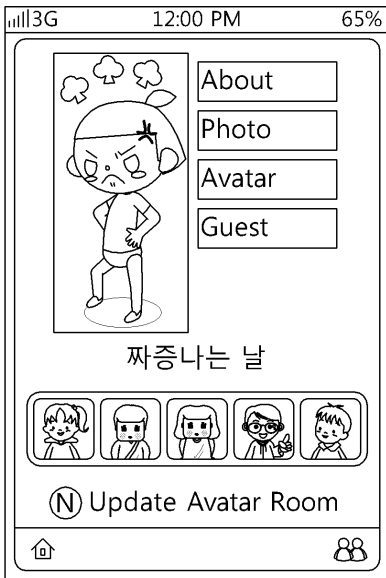 3G 12:00 PM 65%
About
Photo
Avatar
Guest
짜증나는 날
N Update Avatar Room